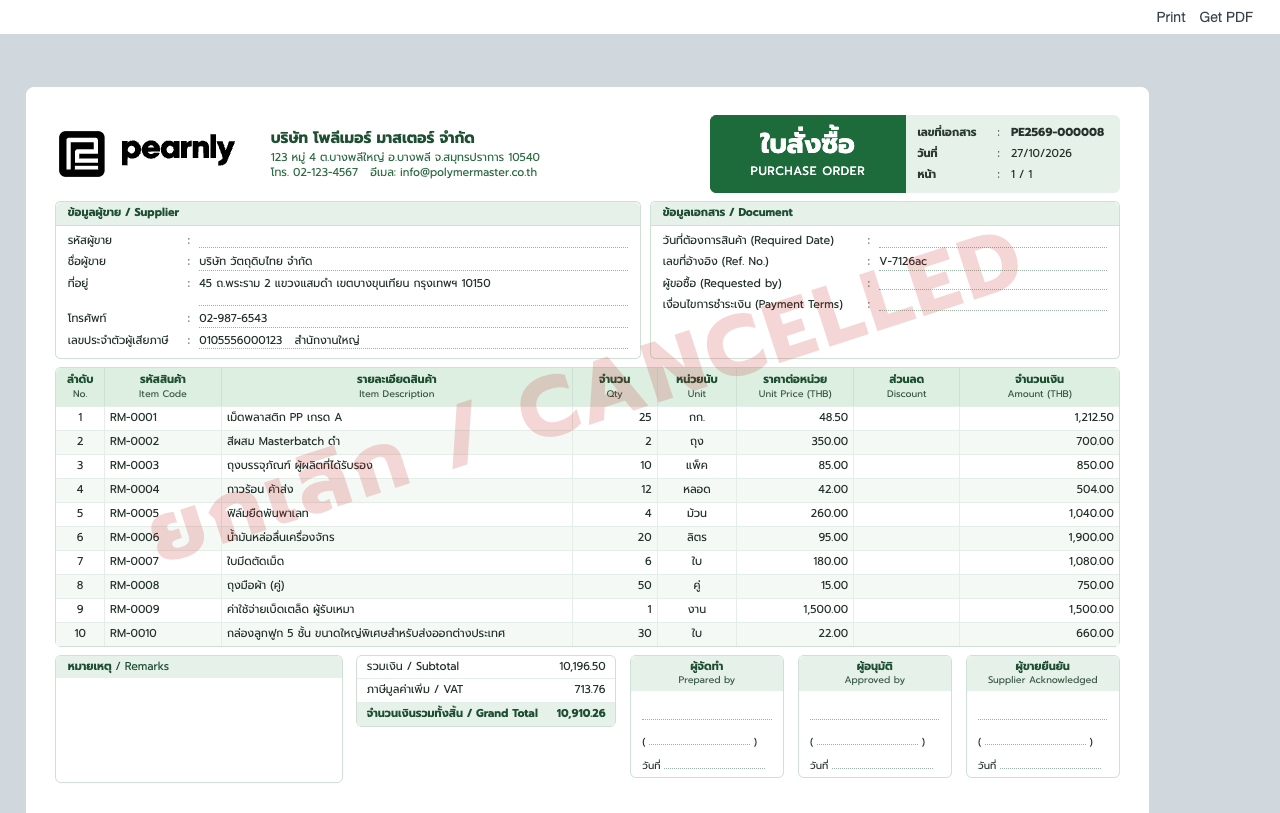 Print Get PDF
pearnly
บริษัท โพลีเมอร์ มาสเตอร์ จำกัด
123 หมู่ 4 ต.บางพลีใหญ่ อ.บางพลี จ.สมุทรปราการ 10540
โทร. 02-123-4567 อีเมล: info@polymermaster.co.th
ใบสั่งซื้อ
PURCHASE ORDER
เลขที่เอกสาร : PE2569-000008
วันที่ : 27/10/2026
หน้า : 1 / 1
ข้อมูลผู้ขาย / Supplier
รหัสผู้ขาย :
ชื่อผู้ขาย : บริษัท วัตถุดิบไทย จำกัด
ที่อยู่ : 45 ถ.พระราม 2 แขวงแสมดำ เขตบางขุนเทียน กรุงเทพฯ 10150
โทรศัพท์ : 02-987-6543
เลขประจำตัวผู้เสียภาษี : 0105556000123 สำนักงานใหญ่
ข้อมูลเอกสาร / Document
วันที่ต้องการสินค้า (Required Date) :
เลขที่อ้างอิง (Ref. No.) : V-7126ac
ผู้ขอซื้อ (Requested by) :
เงื่อนไขการชำระเงิน (Payment Terms) :
ยกเลิก / CANCELLED
ลำดับ รหัสสินค้า รายละเอียดสินค้า จำนวน หน่วยนับ ราคาต่อหน่วย ส่วนลด จำนวนเงิน
No. Item Code Item Description Qty Unit Unit Price (THB) Discount Amount (THB)
1 RM-0001 เม็ดพลาสติก PP เกรด A 25 กก. 48.50 1,212.50
2 RM-0002 สีผสม Masterbatch ดำ 2 ถุง 350.00 700.00
3 RM-0003 ถุงบรรจุภัณฑ์ ผู้ผลิตที่ได้รับรอง 10 แพ็ค 85.00 850.00
4 RM-0004 กาวร้อน ค้าส่ง 12 หลอด 42.00 504.00
5 RM-0005 ฟิล์มยืดพันพาเลท 4 ม้วน 260.00 1,040.00
6 RM-0006 น้ำมันหล่อลื่นเครื่องจักร 20 ลิตร 95.00 1,900.00
7 RM-0007 ใบมีดตัดเม็ด 6 ใบ 180.00 1,080.00
8 RM-0008 ถุงมือผ้า (คู่) 50 คู่ 15.00 750.00
9 RM-0009 ค่าใช้จ่ายเบ็ดเตล็ด ผู้รับเหมา 1 งาน 1,500.00 1,500.00
10 RM-0010 กล่องลูกฟูก 5 ชั้น ขนาดใหญ่พิเศษสำหรับส่งออกต่างประเทศ 30 ใบ 22.00 660.00
หมายเหตุ / Remarks
รวมเงิน / Subtotal 10,196.50
ภาษีมูลค่าเพิ่ม / VAT 713.76
จำนวนเงินรวมทั้งสิ้น / Grand Total 10,910.26
ผู้จัดทำ
Prepared by
( )
วันที่
ผู้อนุมัติ
Approved by
( )
วันที่
ผู้ขายยืนยัน
Supplier Acknowledged
( )
วันที่